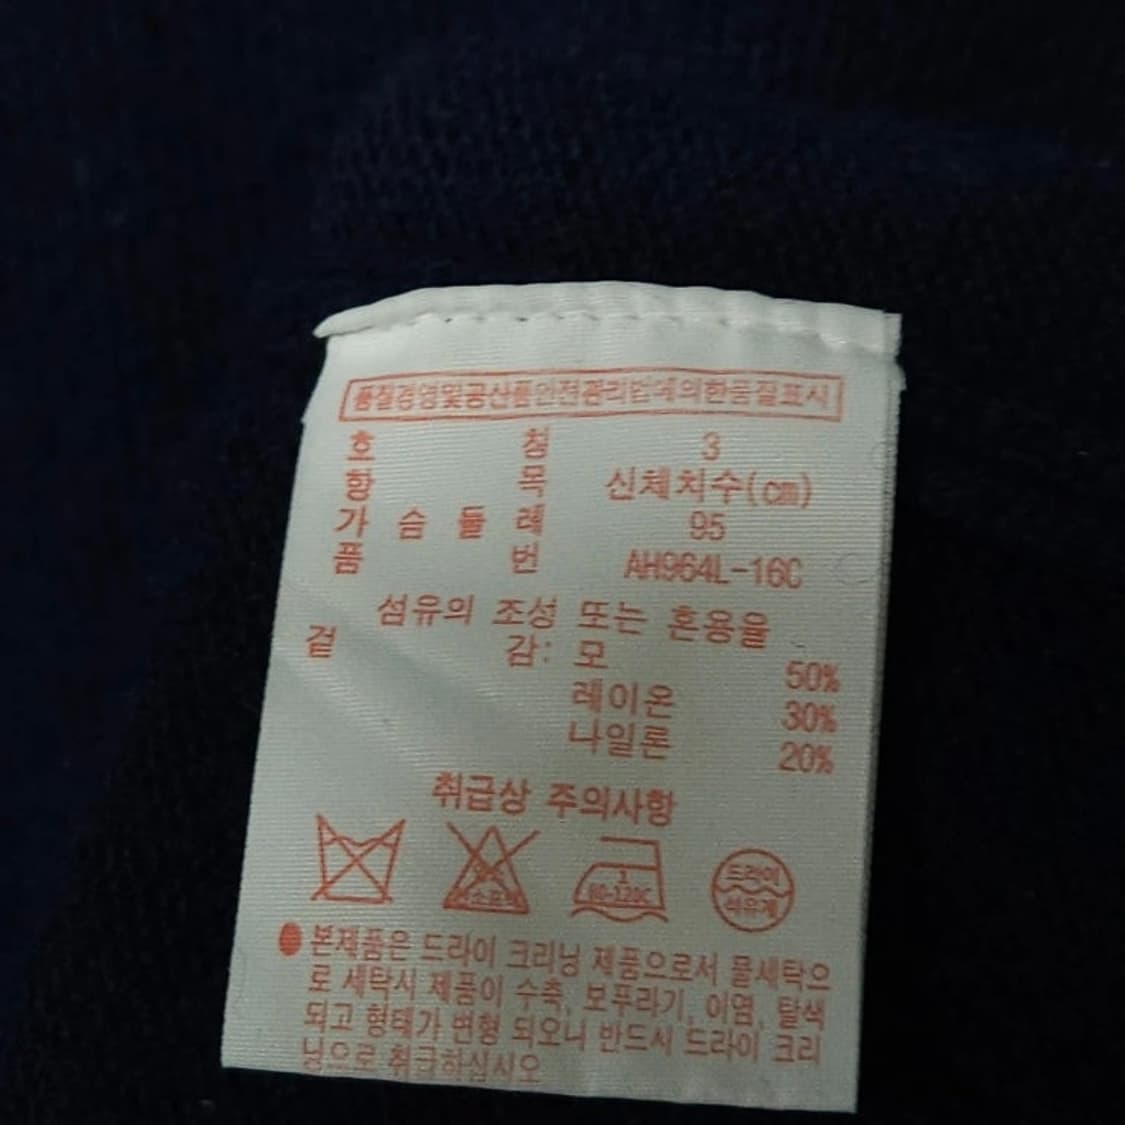 품질경영및공산품안전관리법에의한품질표시
호 칭 3
항 목 신체치수(cm)
가 슴 둘 레 95
품 번 AH964L-16C
섬유의 조성 또는 혼용율
겉 감: 모 50%
레이온 30%
나일론 20%
취급상 주의사항
염소표백
1
80-120C
드라이
석유계
본제품은 드라이 크리닝 제품으로서 물세탁으
로 세탁시 제품이 수축, 보푸라기, 이염, 탈색
되고 형태가 변형 되오니 반드시 드라이 크리
닝으로 취급하십시오